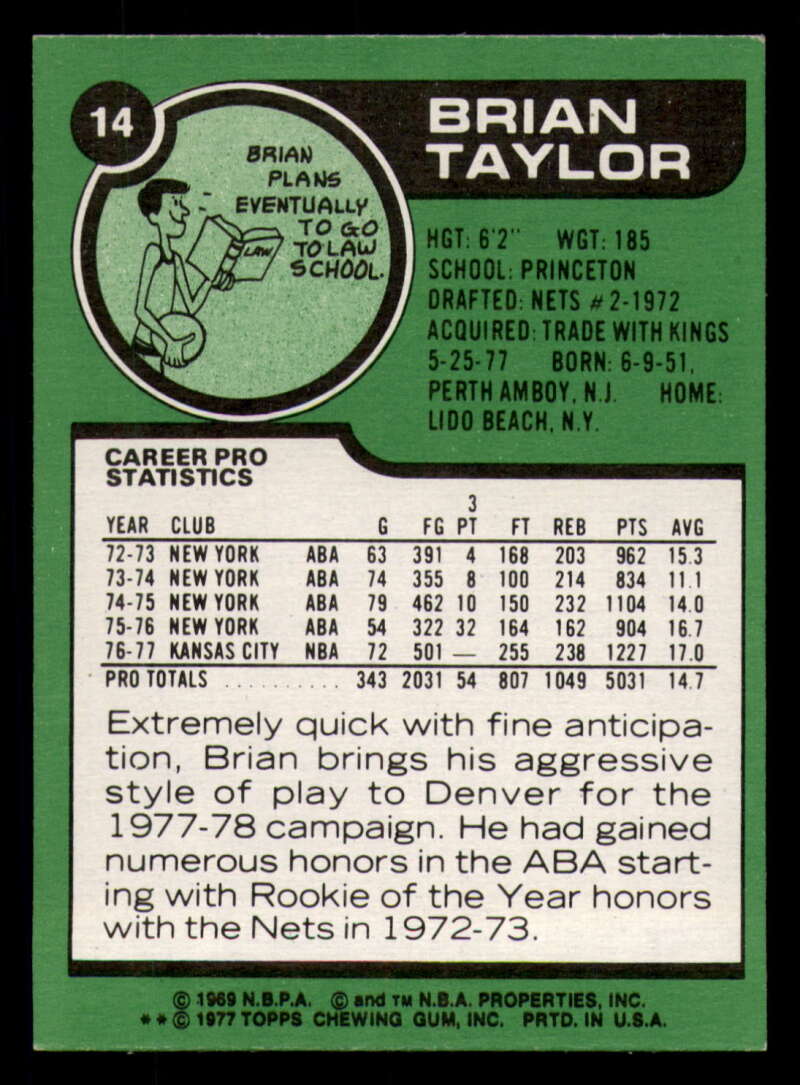 14
BRIAN
TAYLOR
BRIAN
PLANS
EVENTUALLY
TO GO
TO LAW
SCHOOL.
LAW
HGT: 6'2" WGT: 185
SCHOOL: PRINCETON
DRAFTED: NETS #2-1972
ACQUIRED: TRADE WITH KINGS
5-25-77 BORN: 6-9-51,
PERTH AMBOY, N.J. HOME:
LIDO BEACH, N.Y.
CAREER PRO
STATISTICS
3
YEAR CLUB G FG PT FT REB PTS AVG
72-73 NEW YORK ABA 63 391 4 168 203 962 15.3
73-74 NEW YORK ABA 74 355 8 100 214 834 11.1
74-75 NEW YORK ABA 79 462 10 150 232 1104 14.0
75-76 NEW YORK ABA 54 322 32 164 162 904 16.7
76-77 KANSAS CITY NBA 72 501 — 255 238 1227 17.0
PRO TOTALS .......... 343 2031 54 807 1049 5031 14.7
Extremely quick with fine anticipa-
tion, Brian brings his aggressive
style of play to Denver for the
1977-78 campaign. He had gained
numerous honors in the ABA start-
ing with Rookie of the Year honors
with the Nets in 1972-73.
© 1969 N.B.P.A. © and TM N.B.A. PROPERTIES, INC.
**© 1977 TOPPS CHEWING GUM, INC. PRTD. IN U.S.A.